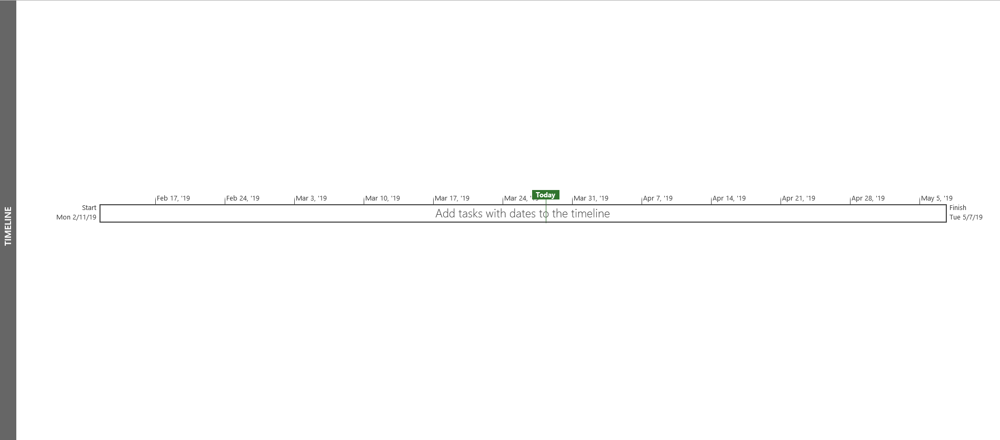 TIMELINE
Today
Feb 17, '19
Feb 24, '19
Mar 3, '19
Mar 10, '19
Mar 17, '19
Mar 24, '
Mar 31, '19
Apr 7, '19
Apr 14, '19
Apr 21, '19
Apr 28, '19
May 5, '19
Start
Mon 2/11/19
Add tasks with dates to the timeline
Finish
Tue 5/7/19